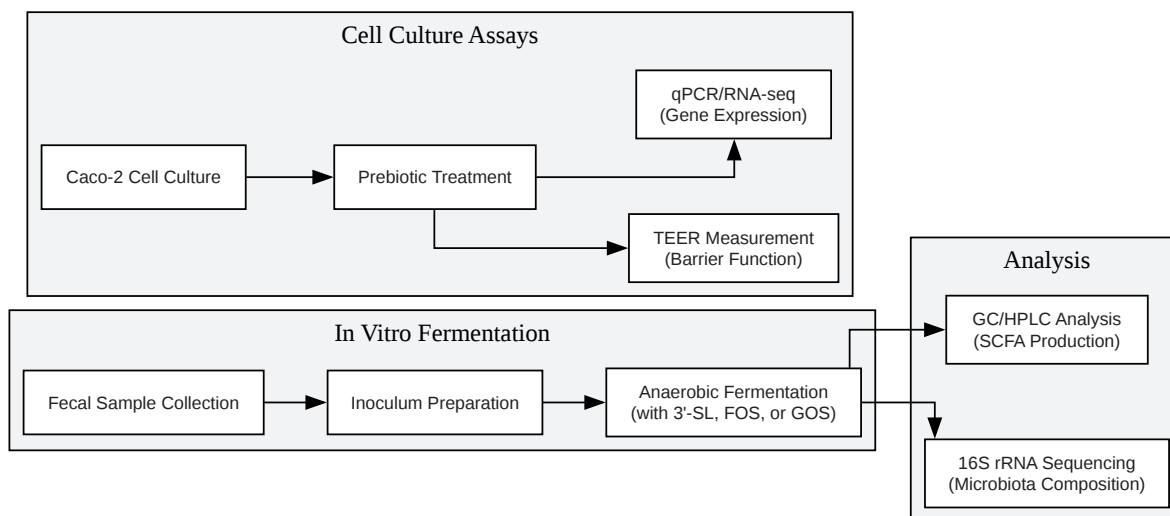 Cell Culture Assays
qPCR/RNA-seq
(Gene Expression)
Caco-2 Cell Culture
Prebiotic Treatment
TEER Measurement
(Barrier Function)
Analysis
In Vitro Fermentation
GC/HPLC Analysis
(SCFA Production)
Fecal Sample Collection
Inoculum Preparation
Anaerobic Fermentation
(with 3'-SL, FOS, or GOS)
16S rRNA Sequencing
(Microbiota Composition)